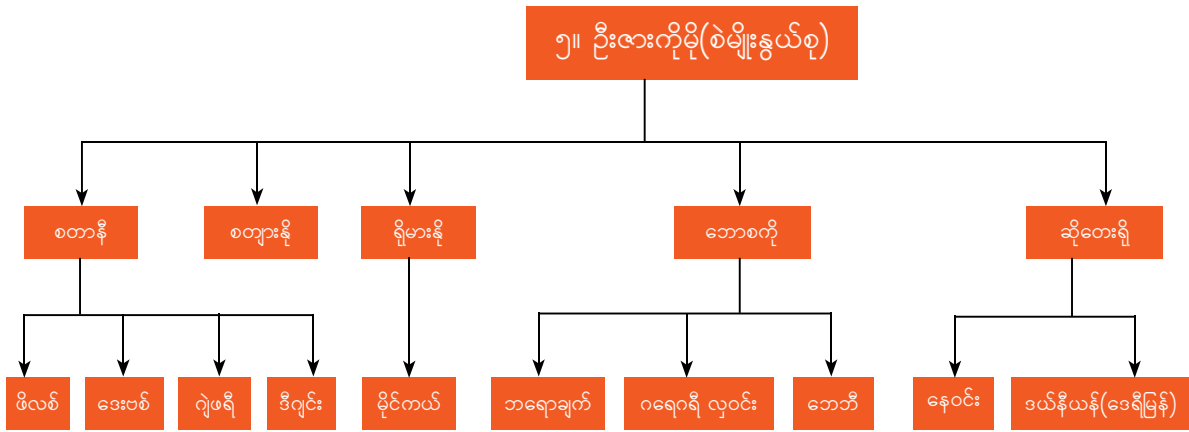 ၅။ ဦးဇားကိုမို(စဲမျိုးနွယ်စု)
စတာနီ
စတျားနို
ရှိမားနို
ဘောစကို
ဆိုတေးရှိ
ဖိလစ်
ဒေးဗစ်
ဂျဲဖရီ
ဒီဂျင်း
မိုင်ကယ်
ဘရောချက်
ဂရေဂရီ လှဝင်း
ဘေဘီ
နေဝင်း
ဒယ်နီယန်(ဒေရီမြန်)